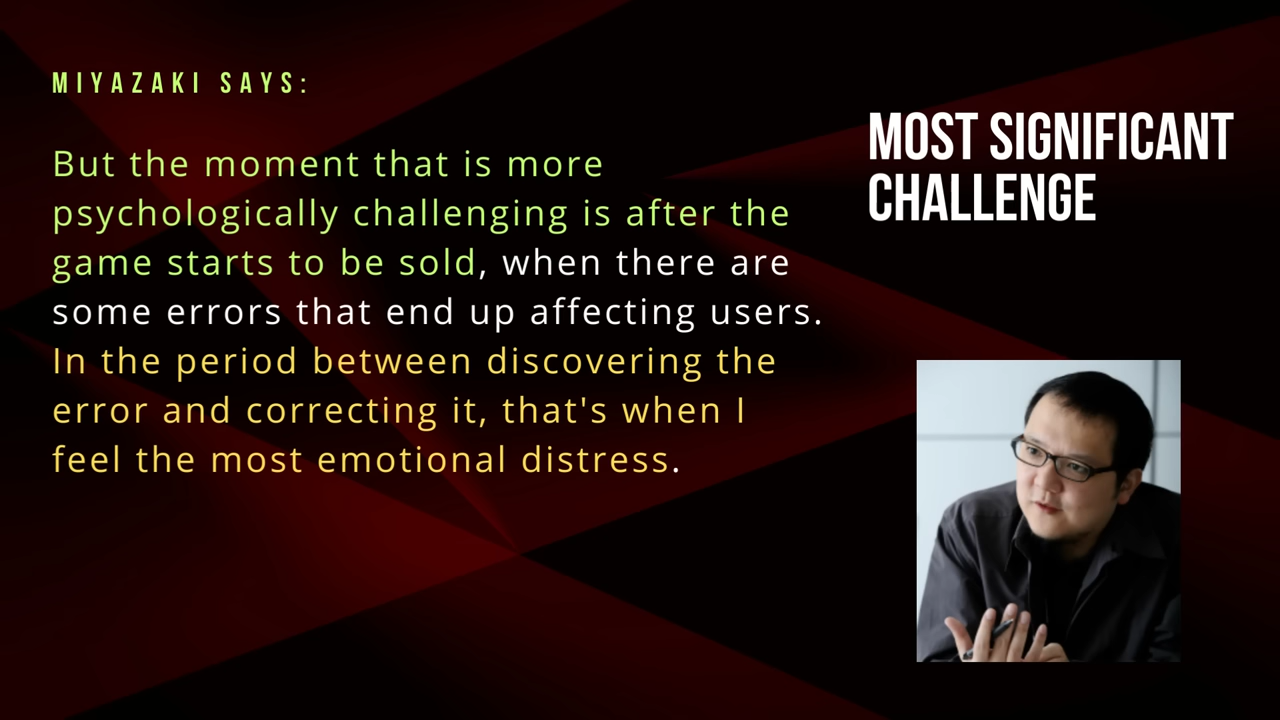 MIYAZAKI SAYS:
But the moment that is more
psychologically challenging is after the
game starts to be sold, when there are
some errors that end up affecting users.
In the period between discovering the
error and correcting it, that's when I
feel the most emotional distress.
MOST SIGNIFICANT
CHALLENGE